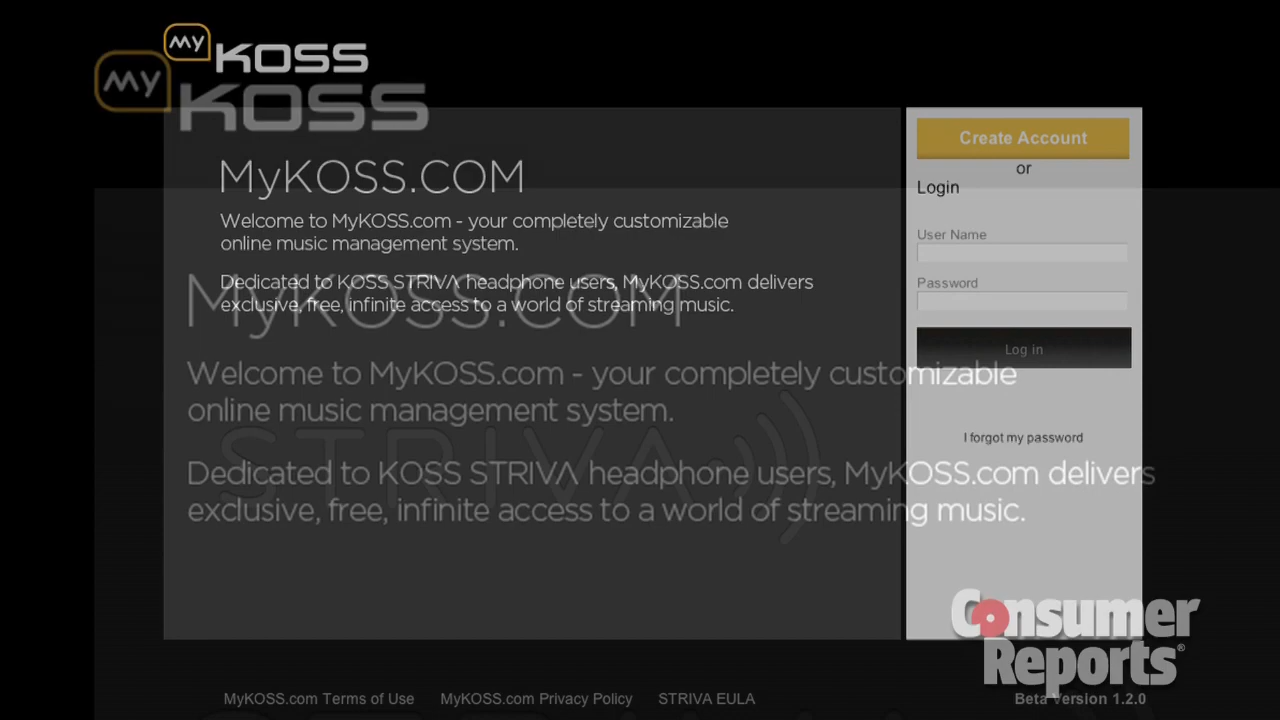 MY KOSS
MY KOSS
MyKOSS.COM
Welcome to MyKOSS.com - your completely customizable
online music management system.
Dedicated to KOSS STRIVA headphone users, MyKOSS.com delivers
exclusive, free, infinite access to a world of streaming music.
MyKOSS.COM
Welcome to MyKOSS.com - your completely customizable
online music management system.
STRIVA
Dedicated to KOSS STRIVA headphone users, MyKOSS.com delivers
exclusive, free, infinite access to a world of streaming music.
Create Account
or
Login
User Name
Password
Log in
I forgot my password
Consumer
Reports®
MyKOSS.com Terms of Use MyKOSS.com Privacy Policy STRIVA EULA Beta Version 1.2.0